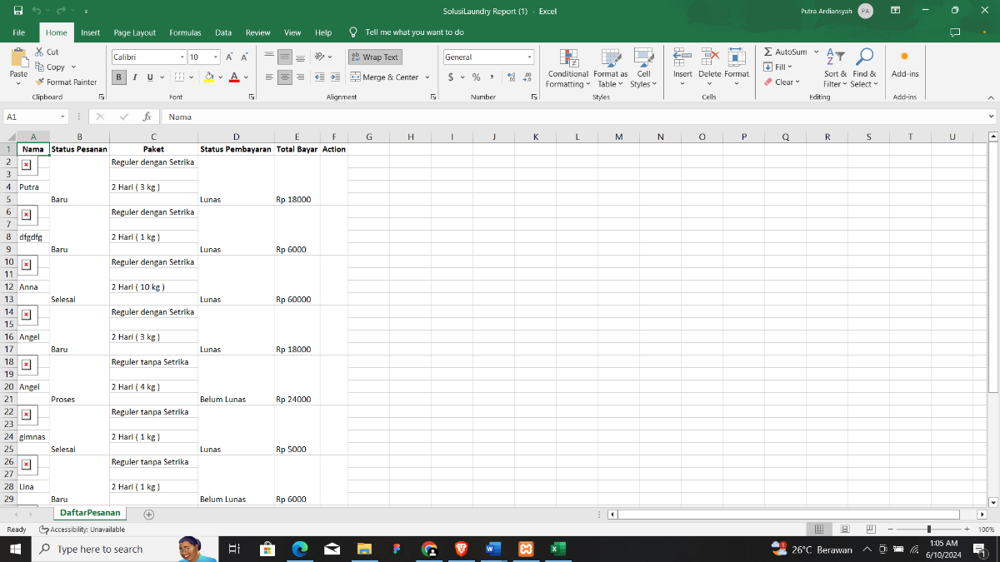 SolusiLaundry Report (1) - Excel
Putra Ardiansyah PA
File Home Insert Page Layout Formulas Data Review View Help Tell me what you want to do
Paste Cut
Copy
Format Painter
Calibri 10
B I U
Wrap Text
Merge & Center
General
$ % ,
Conditional Formatting
Format as Table
Cell Styles
Insert Delete Format
AutoSum
Fill
Clear
Sort & Filter
Find & Select
Add-ins
Clipboard Font Alignment Number Styles Cells Editing Add-ins
A1 fx Nama
A B C D E F G H I J K L M N O P Q R S T U
1 Nama Status Pesanan Paket Status Pembayaran Total Bayar Action
2 Reguler dengan Setrika
3
4 Putra 2 Hari ( 3 kg )
5 Baru Lunas Rp 18000
6 Reguler dengan Setrika
7
8 dfgdfg 2 Hari ( 1 kg )
9 Baru Lunas Rp 6000
10 Reguler dengan Setrika
11
12 Anna 2 Hari ( 10 kg )
13 Selesai Lunas Rp 60000
14 Reguler dengan Setrika
15
16 Angel 2 Hari ( 3 kg )
17 Baru Lunas Rp 18000
18 Reguler tanpa Setrika
19
20 Angel 2 Hari ( 4 kg )
21 Proses Belum Lunas Rp 24000
22 Reguler tanpa Setrika
23
24 gimnas 2 Hari ( 1 kg )
25 Selesai Lunas Rp 5000
26 Reguler tanpa Setrika
27
28 Lina 2 Hari ( 1 kg )
29 Baru Belum Lunas Rp 6000
DaftarPesanan
Ready Accessibility: Unavailable 100%
Type here to search
26°C Berawan
1:05 AM
6/10/2024
1